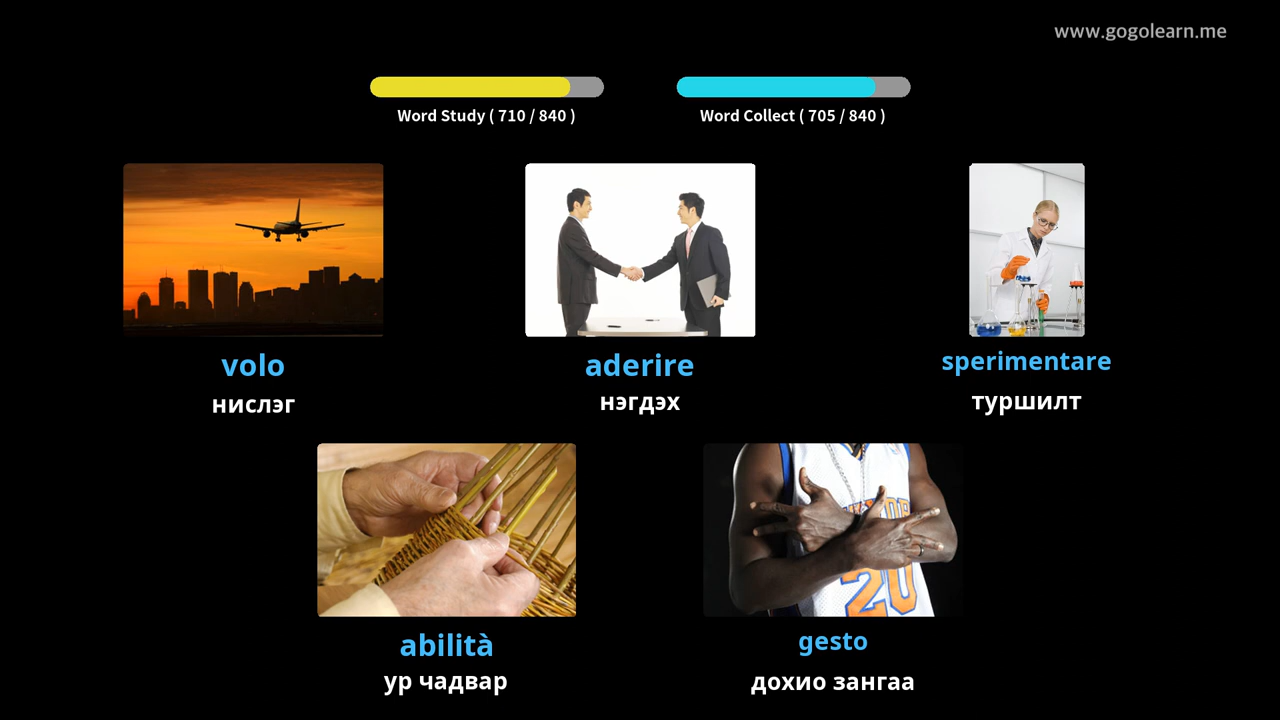 www.gogolearn.me
Word Study ( 710 / 840 )
Word Collect ( 705 / 840 )
volo
нислэг
aderire
нэгдэх
sperimentare
туршилт
abilità
ур чадвар
20
gesto
дохио зангаа